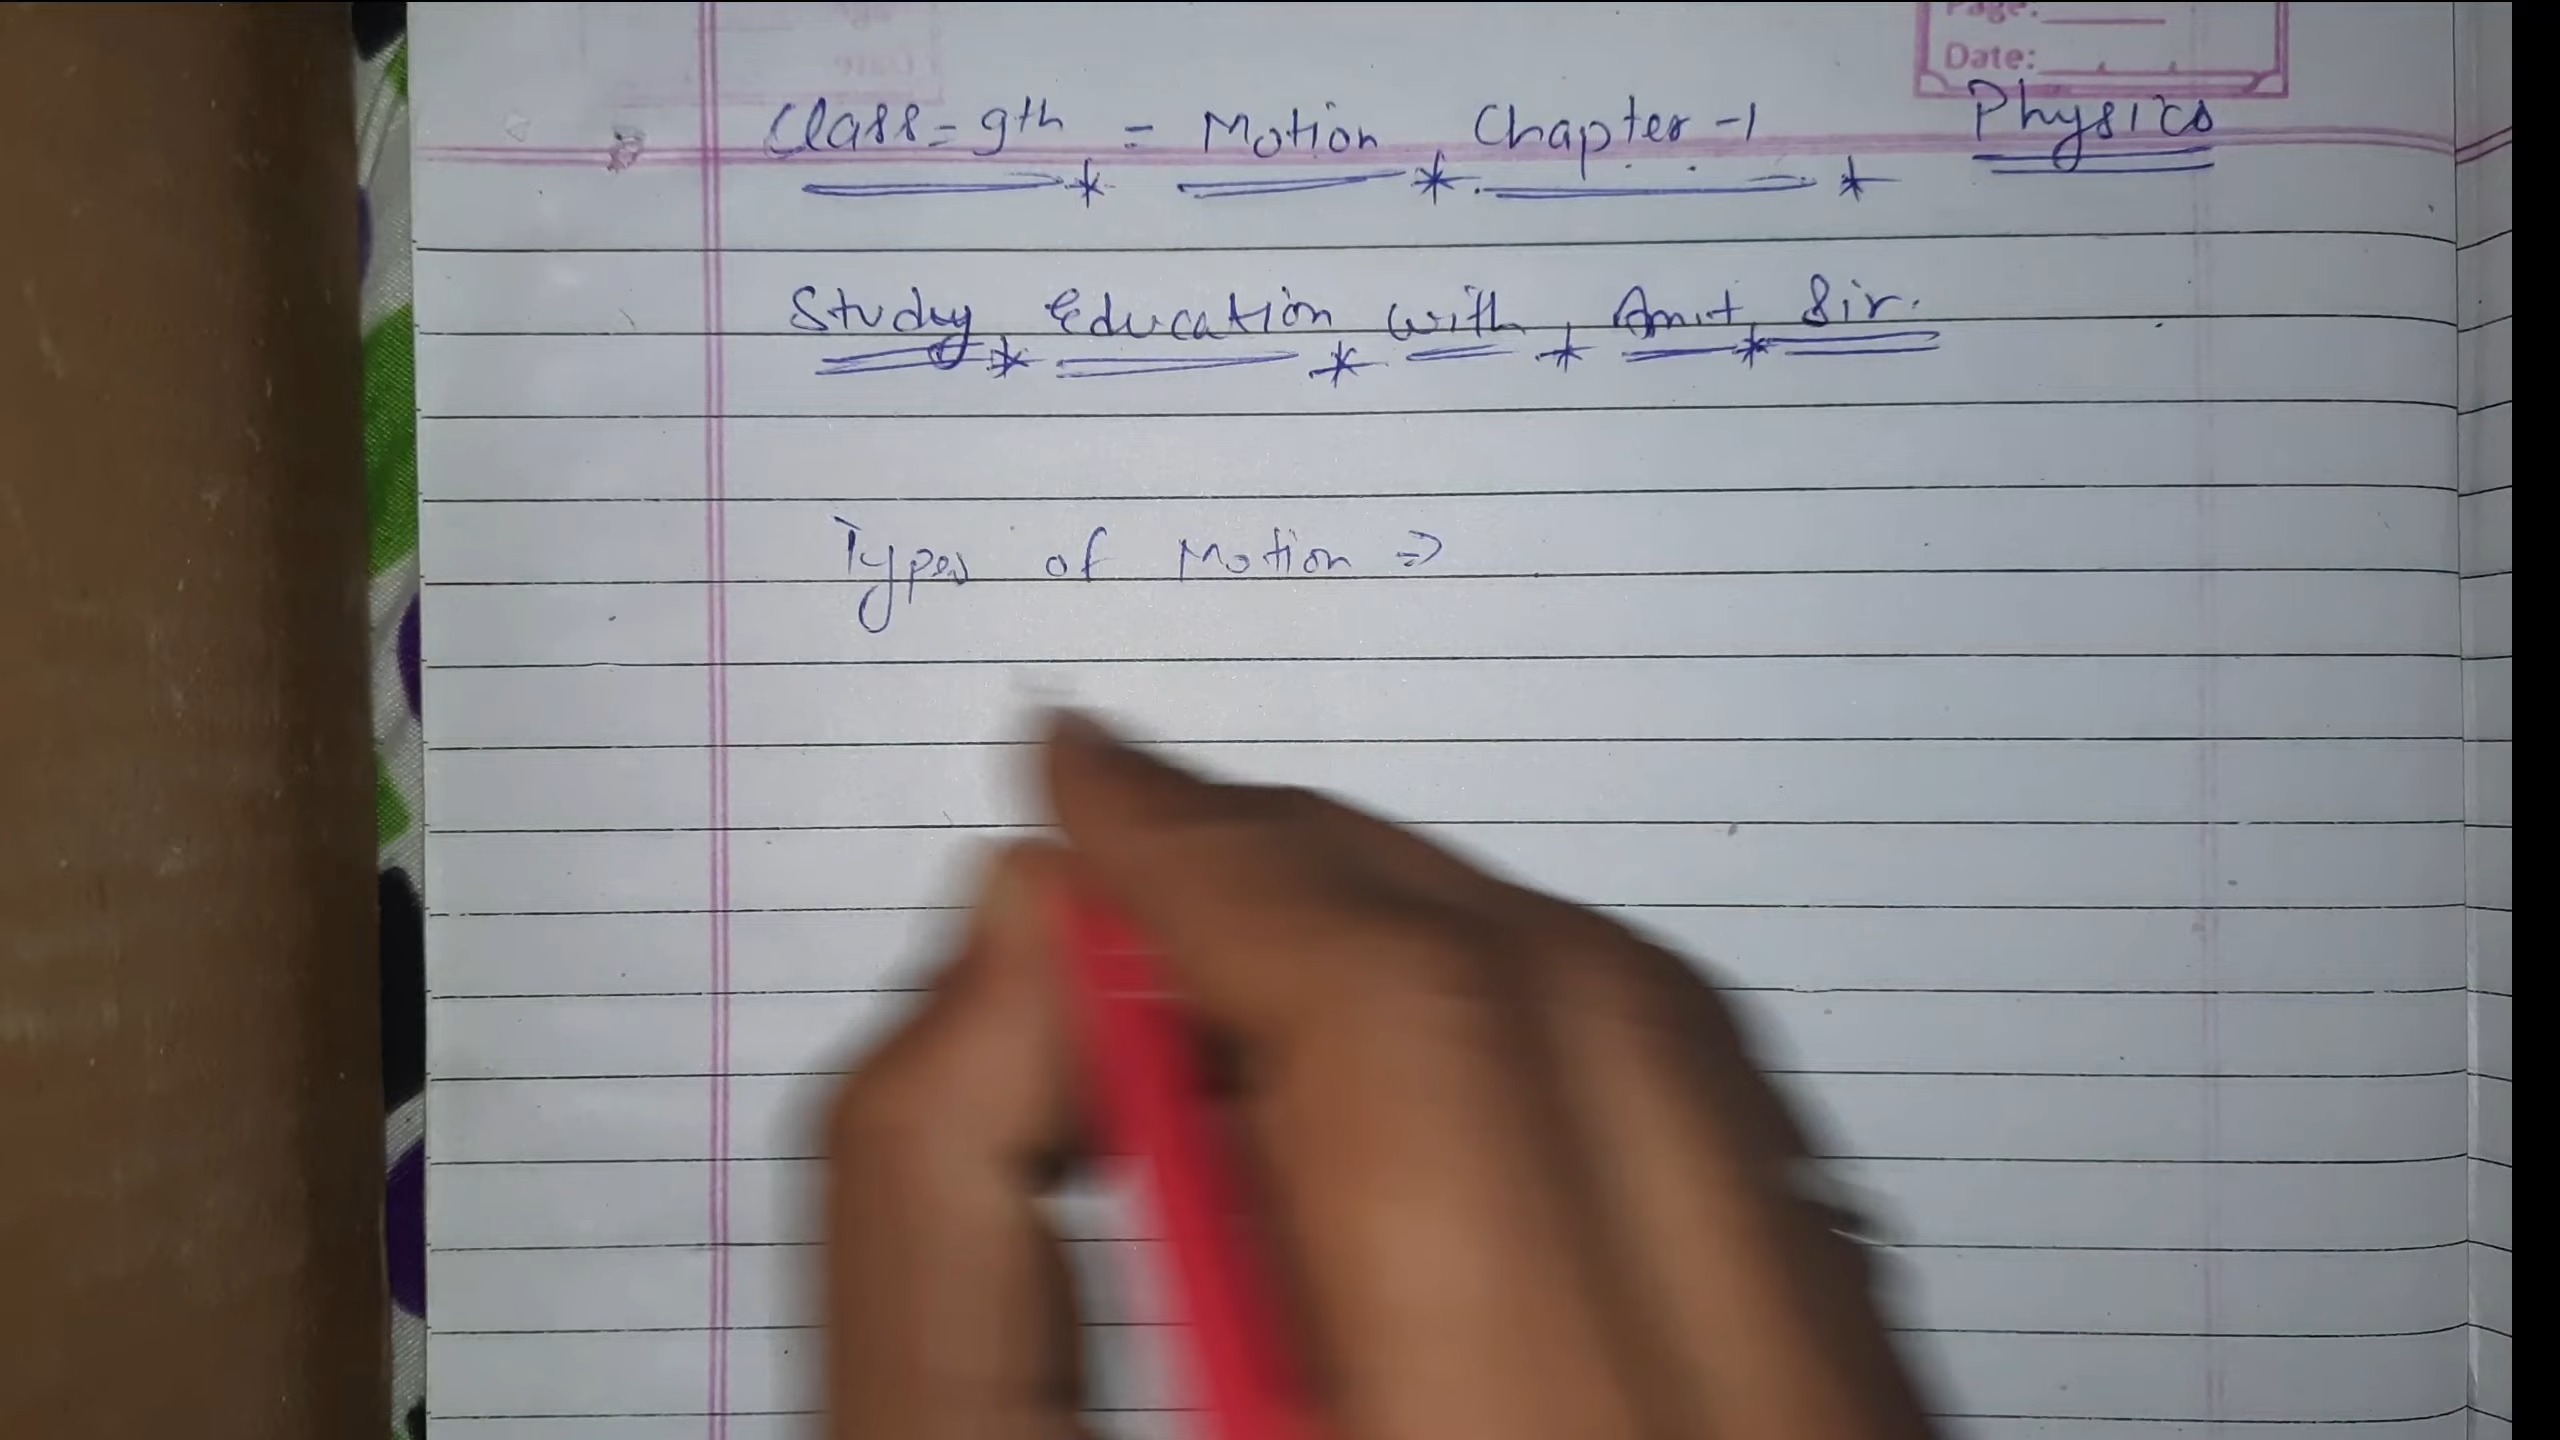 Page:
Date:
Class = 9th = Motion Chapter -1 Physics
Study Education with Amit Sir.
Types of Motion =>